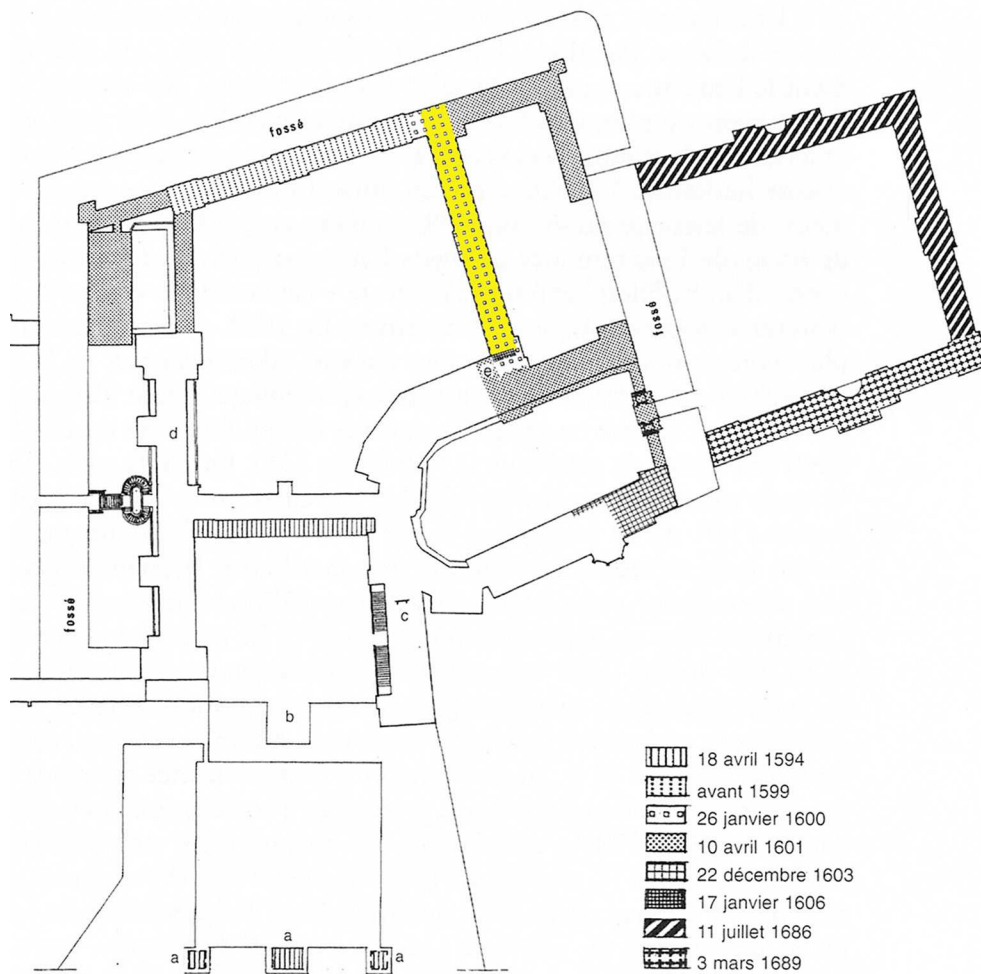 fossé
fossé
e
d
fossé
c
b
a
a
a
18 avril 1594
avant 1599
26 janvier 1600
10 avril 1601
22 décembre 1603
17 janvier 1606
11 juillet 1686
3 mars 1689